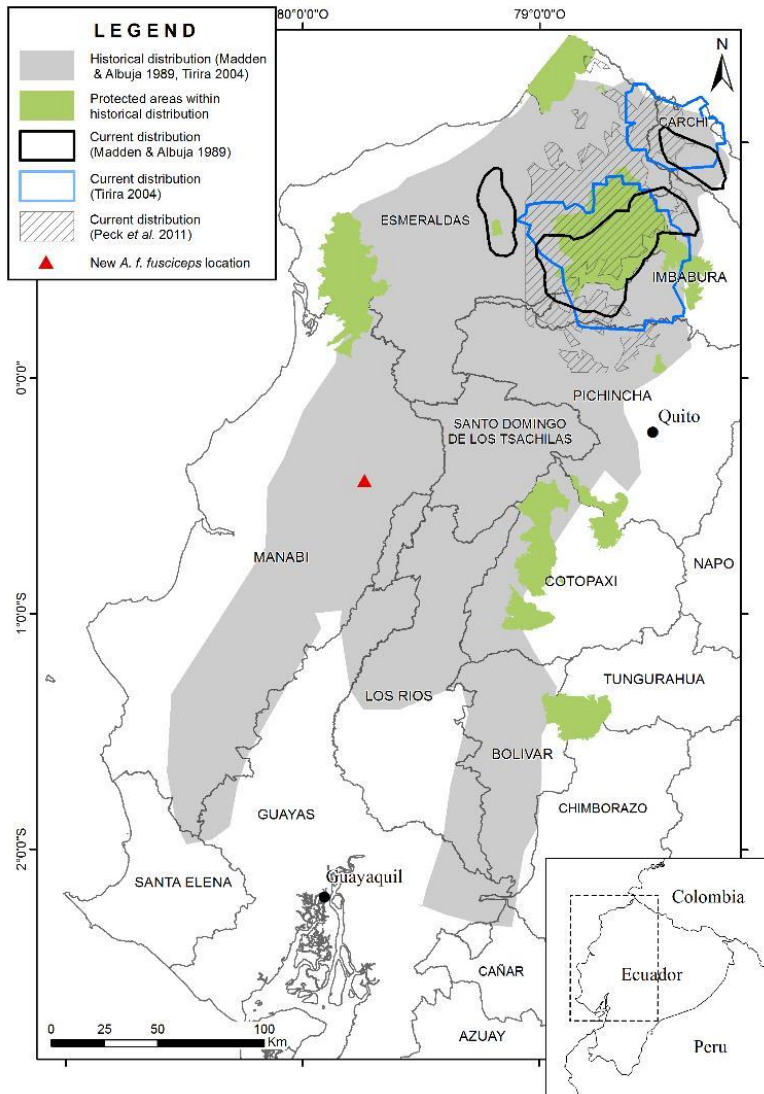 80°0'0"O
79°0'0"O
LEGEND
Historical distribution (Madden
& Albuja 1989, Tirira 2004)
Protected areas within
historical distribution
Current distribution
(Madden & Albuja 1989)
Current distribution
(Tirira 2004)
Current distribution
(Peck et al. 2011)
New A. f. fusciceps location
N
CARCHI
ESMERALDAS
IMBABURA
0°0'0"
PICHINCHA
Quito
SANTO DOMINGO
DE LOS TSACHILAS
MANABI
NAPO
COTOPAXI
1°0'0"S
TUNGURAHUA
LOS RIOS
BOLIVAR
CHIMBORAZO
GUAYAS
2°0'0"S
SANTA ELENA
Guayaquil
CAÑAR
AZUAY
0 25 50 100
Km
Colombia
Ecuador
Peru